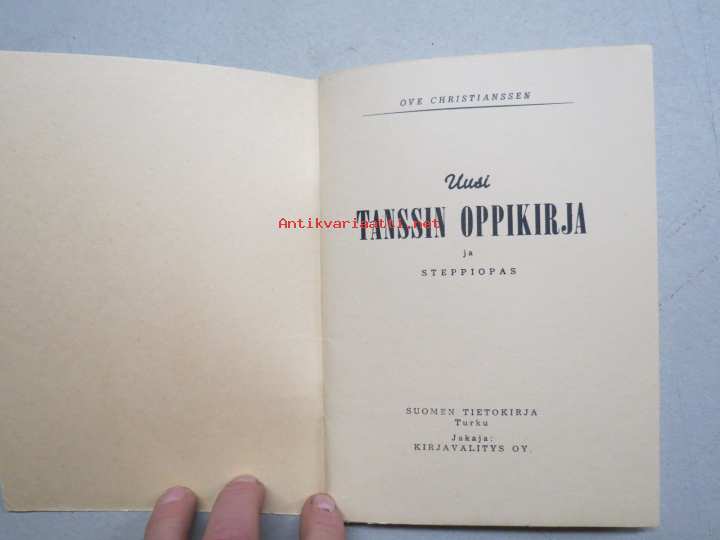 OVE CHRISTIANSSEN
Uusi
TANSSIN OPPIKIRJA
Antikvariaatti.net
ja
STEPPIOPAS
SUOMEN TIETOKIRJA
Turku
Jakaja:
KIRJAVALITYS OY.